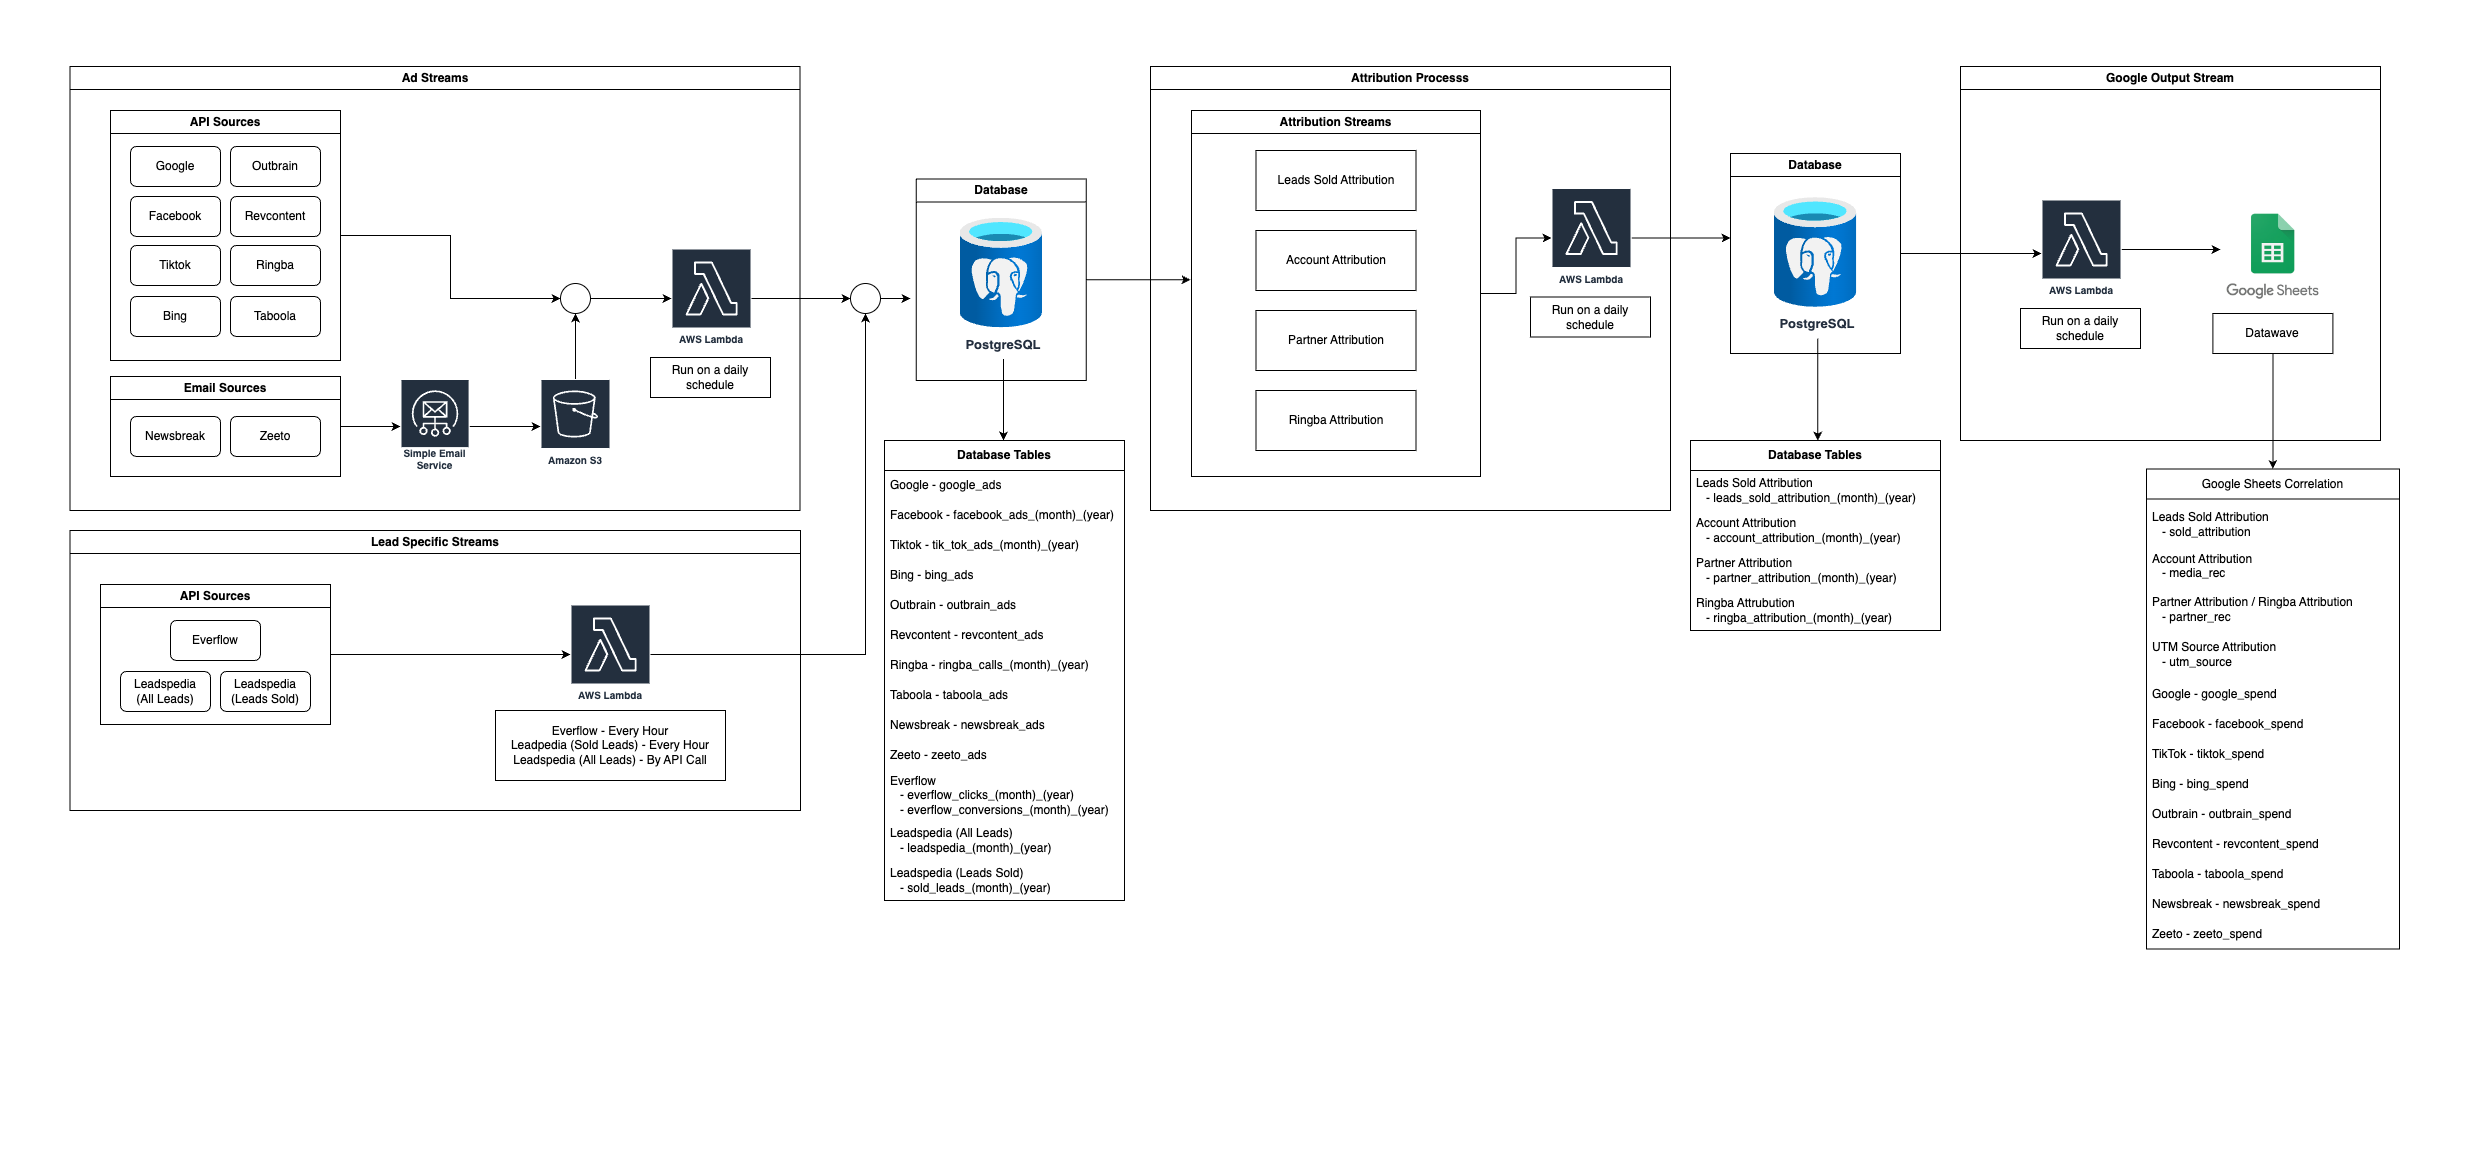 Ad Streams
API Sources
Google
Outbrain
Facebook
Revcontent
Tiktok
Ringba
Bing
Taboola
Email Sources
Newsbreak
Zeeto
Simple Email
Service
Amazon S3
AWS Lambda
Run on a daily
schedule
Lead Specific Streams
API Sources
Everflow
Leadspedia
(All Leads)
Leadspedia
(Leads Sold)
AWS Lambda
Everflow - Every Hour
Leadpedia (Sold Leads) - Every Hour
Leadspedia (All Leads) - By API Call
Database
PostgreSQL
Database Tables
Google - google_ads
Facebook - facebook_ads_(month)_(year)
Tiktok - tik_tok_ads_(month)_(year)
Bing - bing_ads
Outbrain - outbrain_ads
Revcontent - revcontent_ads
Ringba - ringba_calls_(month)_(year)
Taboola - taboola_ads
Newsbreak - newsbreak_ads
Zeeto - zeeto_ads
Everflow
- everflow_clicks_(month)_(year)
- everflow_conversions_(month)_(year)
Leadspedia (All Leads)
- leadspedia_(month)_(year)
Leadspedia (Leads Sold)
- sold_leads_(month)_(year)
Attribution Processs
Attribution Streams
Leads Sold Attribution
Account Attribution
Partner Attribution
Ringba Attribution
AWS Lambda
Run on a daily
schedule
Database
PostgreSQL
Database Tables
Leads Sold Attribution
- leads_sold_attribution_(month)_(year)
Account Attribution
- account_attribution_(month)_(year)
Partner Attribution
- partner_attribution_(month)_(year)
Ringba Attrubution
- ringba_attribution_(month)_(year)
Google Output Stream
AWS Lambda
Run on a daily
schedule
Google Sheets
Datawave
Google Sheets Correlation
Leads Sold Attribution
- sold_attribution
Account Attribution
- media_rec
Partner Attribution / Ringba Attribution
- partner_rec
UTM Source Attribution
- utm_source
Google - google_spend
Facebook - facebook_spend
TikTok - tiktok_spend
Bing - bing_spend
Outbrain - outbrain_spend
Revcontent - revcontent_spend
Taboola - taboola_spend
Newsbreak - newsbreak_spend
Zeeto - zeeto_spend